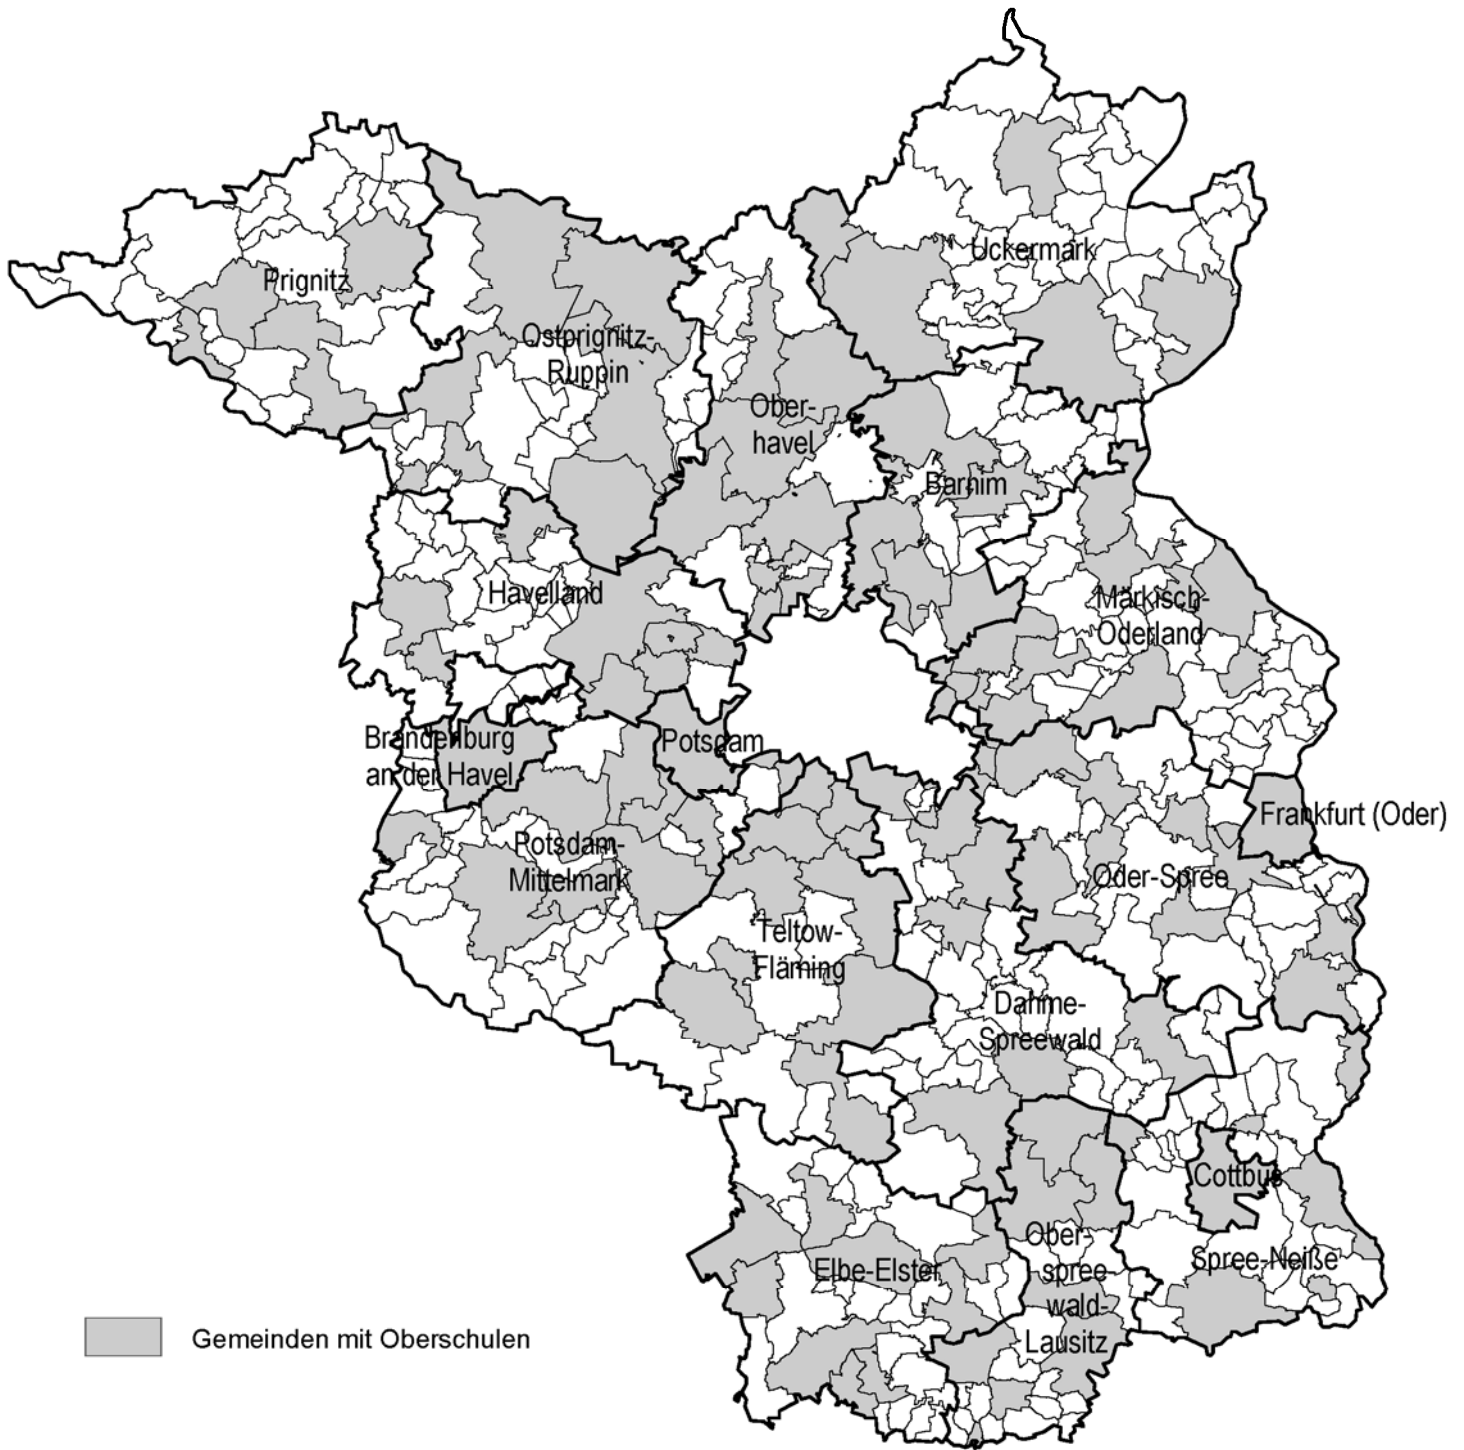 Uckermark
Prignitz
Ostprignitz-
Ruppin
Ober-
havel
Barnim
Havelland
Märkisch-
Oderland
Brandenburg
an der Havel
Potsdam
Frankfurt (Oder)
Potsdam-
Mittelmark
Oder-Spree
Teltow-
Fläming
Dahme-
Spreewald
Cottbus
Ober-
spree-
wald-
Lausitz
Spree-Neiße
Elbe-Elster
Gemeinden mit Oberschulen